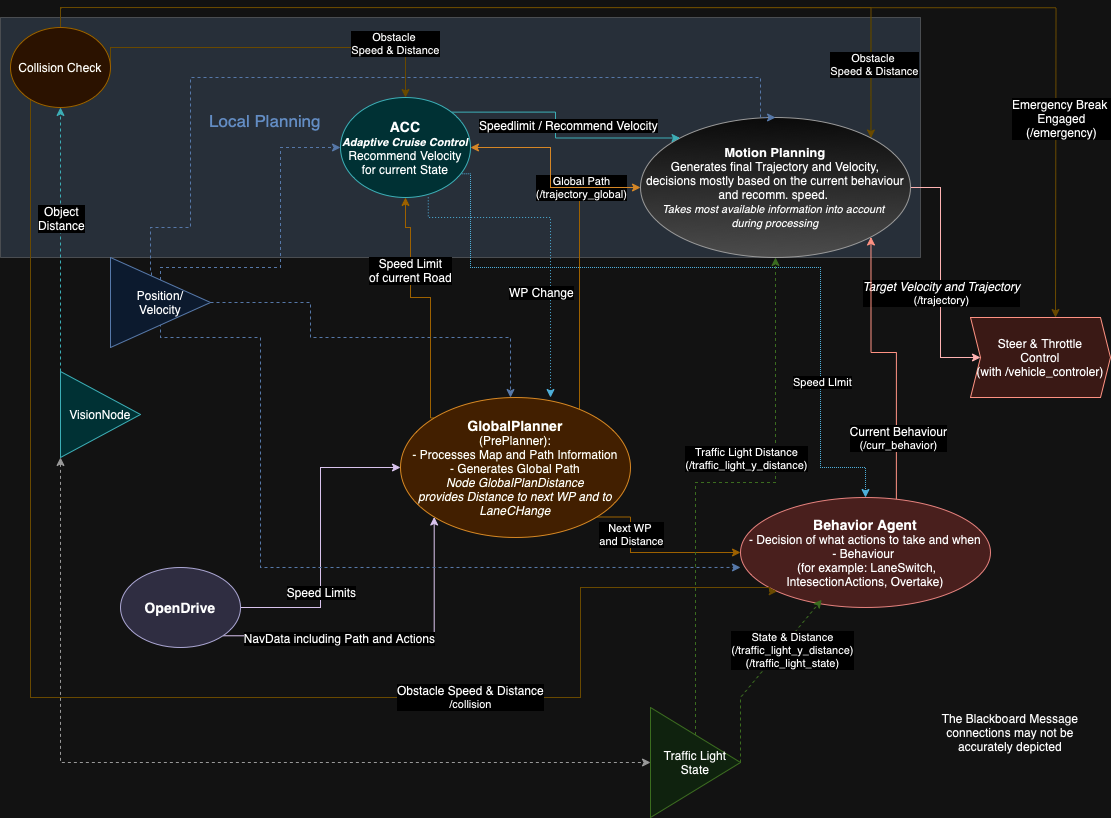 Collision Check
Obstacle
Speed & Distance
Obstacle
Speed & Distance
Emergency Break
Engaged
(/emergency)
Local Planning
ACC
Adaptive Cruise Control
Recommend Velocity
for current State
Speedlimit / Recommend Velocity
Motion Planning
Generates final Trajectory and Velocity,
decisions mostly based on the current behaviour
and recomm. speed.
Takes most available information into account
during processing
Global Path
(/trajectory_global)
Object
Distance
Speed Limit
of current Road
WP Change
Position/
Velocity
Target Velocity and Trajectory
(/trajectory)
Steer & Throttle
Control
(with /vehicle_controler)
Speed LImit
VisionNode
GlobalPlanner
(PrePlanner):
- Processes Map and Path Information
- Generates Global Path
Node GlobalPlanDistance
provides Distance to next WP and to
LaneCHange
Current Behaviour
(/curr_behavior)
Traffic Light Distance
(/traffic_light_y_distance)
Next WP
and Distance
Behavior Agent
- Decision of what actions to take and when
- Behaviour
(for example: LaneSwitch,
IntesectionActions, Overtake)
Speed Limits
OpenDrive
NavData including Path and Actions
State & Distance
(/traffic_light_y_distance)
(/traffic_light_state)
Obstacle Speed & Distance
/collision
The Blackboard Message
connections may not be
accurately depicted
Traffic Light
State